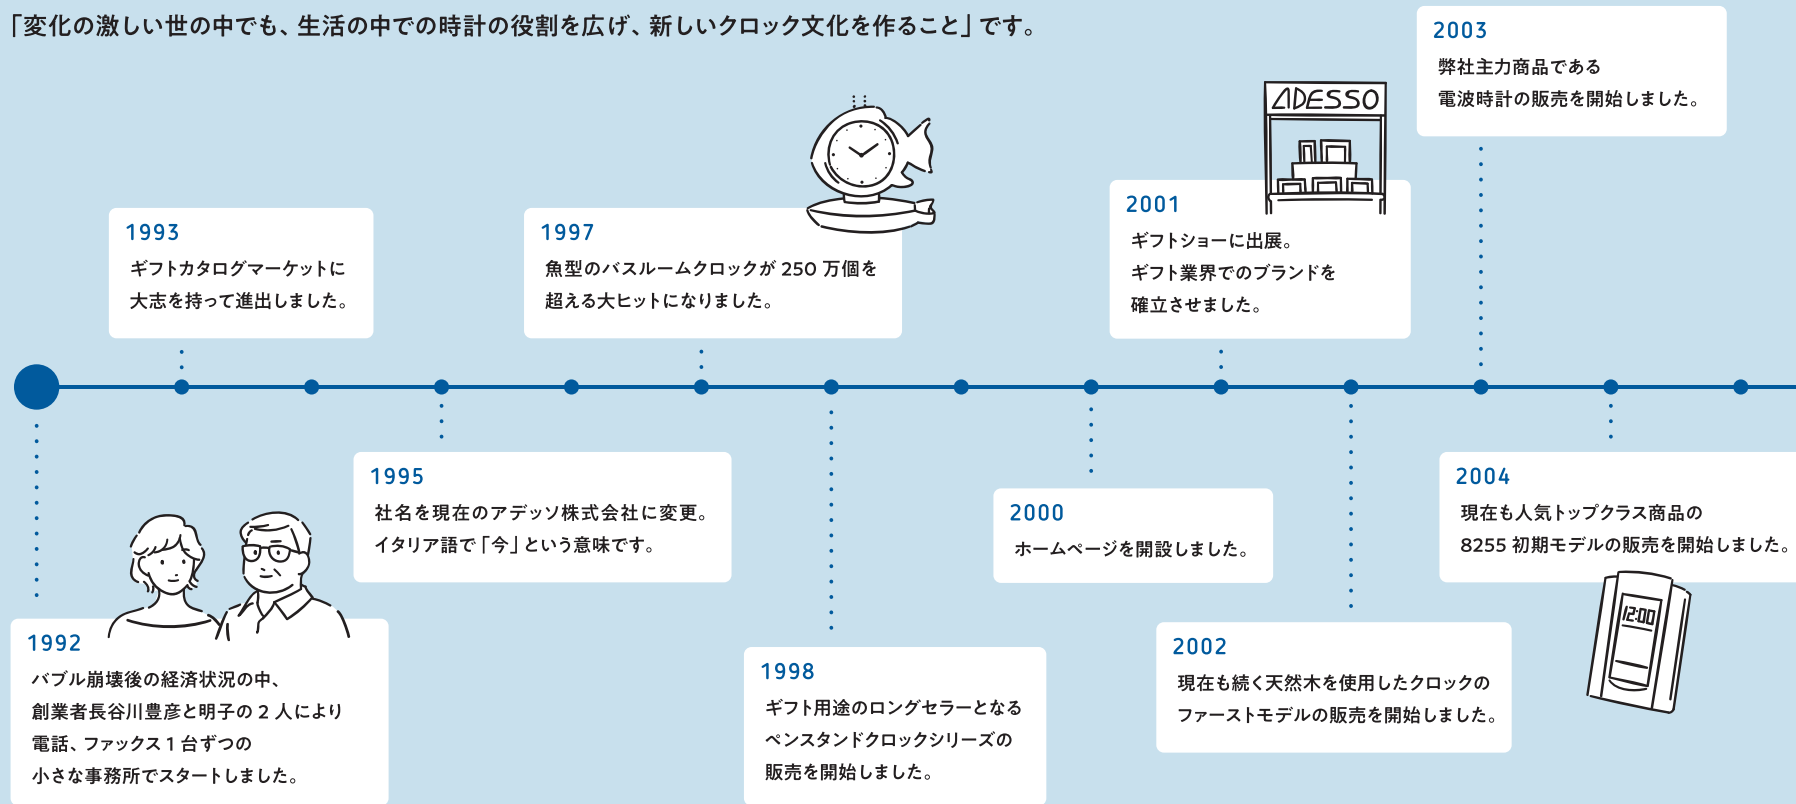 「変化の激しい世の中でも、生活の中での時計の役割を広げ、新しいクロック文化を作ること」です。
1992
バブル崩壊後の経済状況の中、
創業者長谷川豊彦と明子の2人により
電話、ファックス1台ずつの
小さな事務所でスタートしました。
1993
ギフトカタログマーケットに
大志を持って進出しました。
1995
社名を現在のアデッソ株式会社に変更。
イタリア語で「今」という意味です。
1997
魚型のバスルームクロックが250万個を
超える大ヒットになりました。
1998
ギフト用途のロングセラーとなる
ペンスタンドクロックシリーズの
販売を開始しました。
2000
ホームページを開設しました。
ADESSO
2001
ギフトショーに出展。
ギフト業界でのブランドを
確立させました。
2002
現在も続く天然木を使用したクロックの
ファーストモデルの販売を開始しました。
2003
弊社主力商品である
電波時計の販売を開始しました。
2004
現在も人気トップクラス商品の
8255初期モデルの販売を開始しました。
12:00